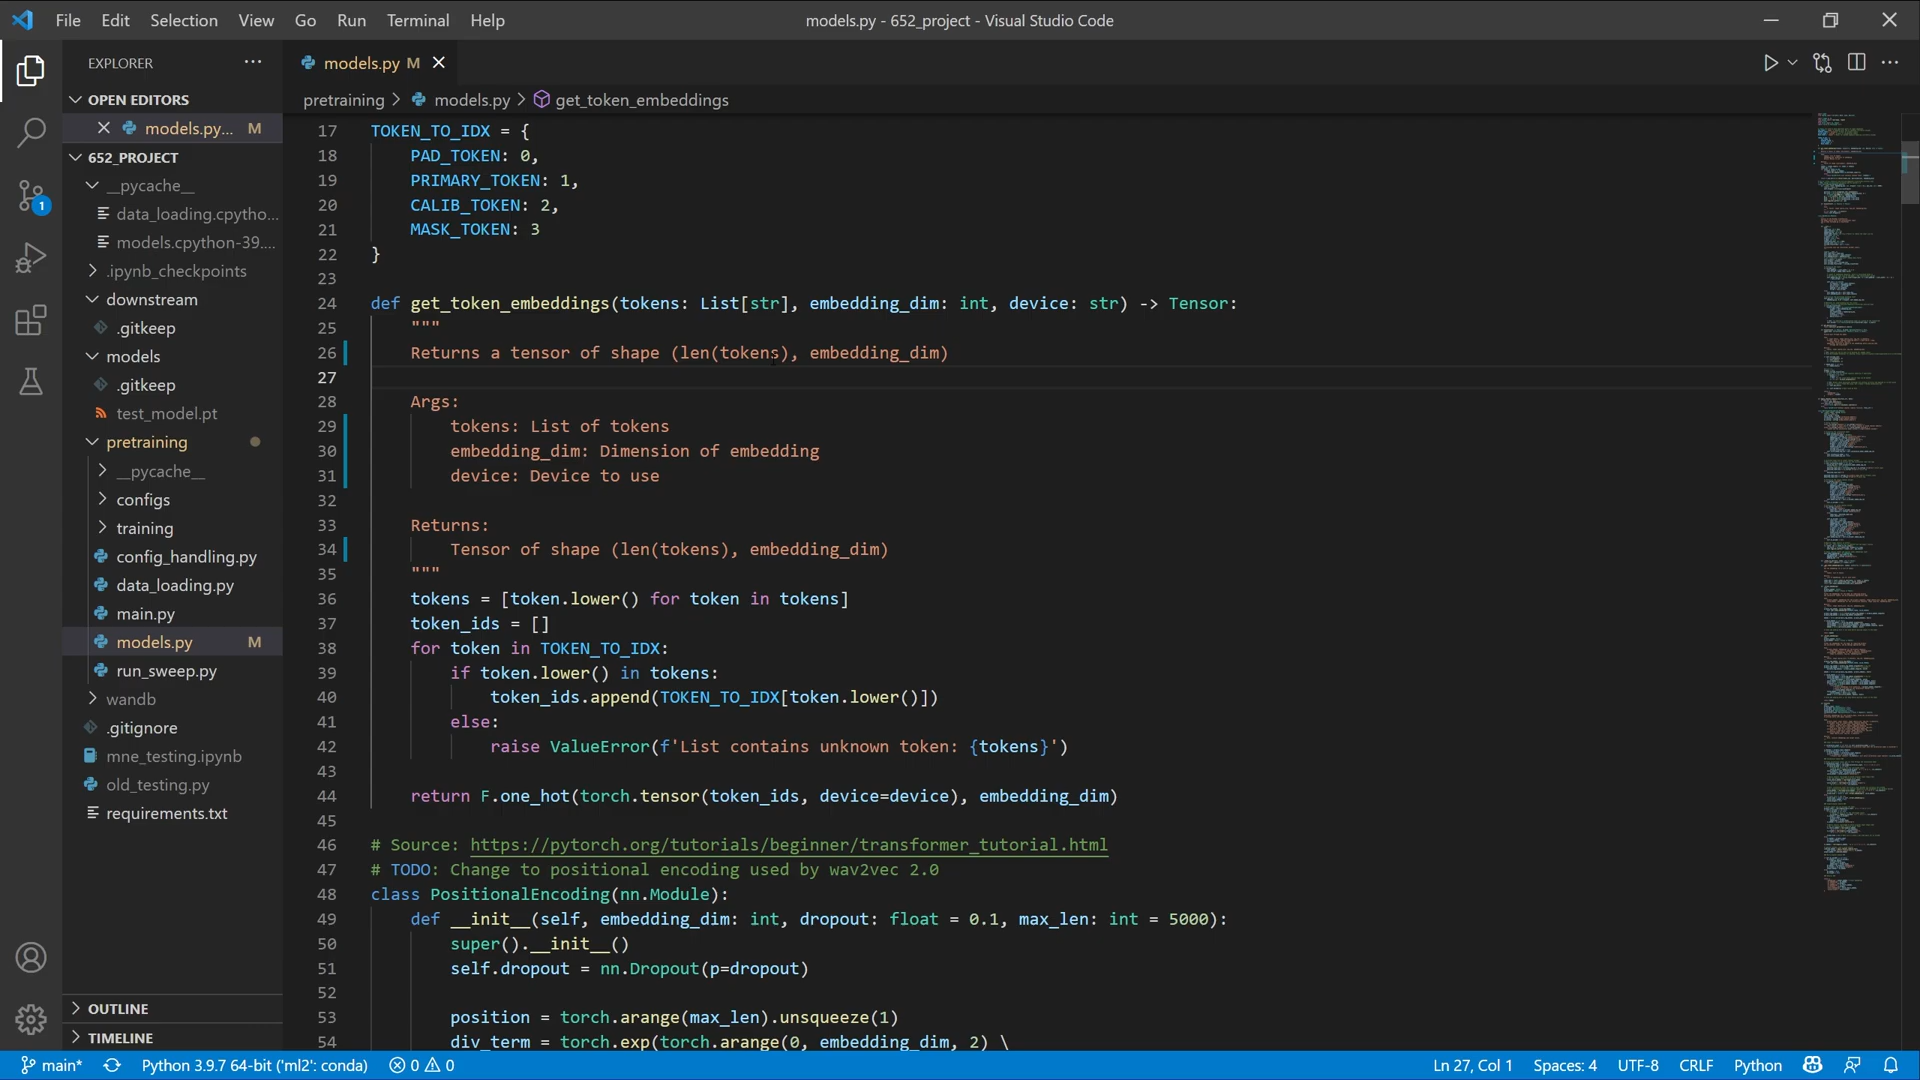 File Edit Selection View Go Run Terminal Help
models.py - 652_project - Visual Studio Code
EXPLORER ...
OPEN EDITORS
models.py... M
652_PROJECT
__pycache__
data_loading.cpytho...
models.cpython-39....
.ipynb_checkpoints
downstream
.gitkeep
models
.gitkeep
test_model.pt
pretraining
__pycache__
configs
training
config_handling.py
data_loading.py
main.py
models.py M
run_sweep.py
wandb
.gitignore
mne_testing.ipynb
old_testing.py
requirements.txt
OUTLINE
TIMELINE
1
models.py M
pretraining > models.py > get_token_embeddings
17 TOKEN_TO_IDX = {
18     PAD_TOKEN: 0,
19     PRIMARY_TOKEN: 1,
20     CALIB_TOKEN: 2,
21     MASK_TOKEN: 3
22 }
23
24 def get_token_embeddings(tokens: List[str], embedding_dim: int, device: str) -> Tensor:
25     """
26     Returns a tensor of shape (len(tokens), embedding_dim)
27
28     Args:
29         tokens: List of tokens
30         embedding_dim: Dimension of embedding
31         device: Device to use
32
33     Returns:
34         Tensor of shape (len(tokens), embedding_dim)
35     """
36     tokens = [token.lower() for token in tokens]
37     token_ids = []
38     for token in TOKEN_TO_IDX:
39         if token.lower() in tokens:
40             token_ids.append(TOKEN_TO_IDX[token.lower()])
41         else:
42             raise ValueError(f'List contains unknown token: {tokens}')
43
44     return F.one_hot(torch.tensor(token_ids, device=device), embedding_dim)
45
46 # Source: https://pytorch.org/tutorials/beginner/transformer_tutorial.html
47 # TODO: Change to positional encoding used by wav2vec 2.0
48 class PositionalEncoding(nn.Module):
49     def __init__(self, embedding_dim: int, dropout: float = 0.1, max_len: int = 5000):
50         super().__init__()
51         self.dropout = nn.Dropout(p=dropout)
52
53         position = torch.arange(max_len).unsqueeze(1)
54         div_term = torch.exp(torch.arange(0, embedding_dim, 2) \
main* Python 3.9.7 64-bit ('ml2': conda) 0 0 Ln 27, Col 1 Spaces: 4 UTF-8 CRLF Python